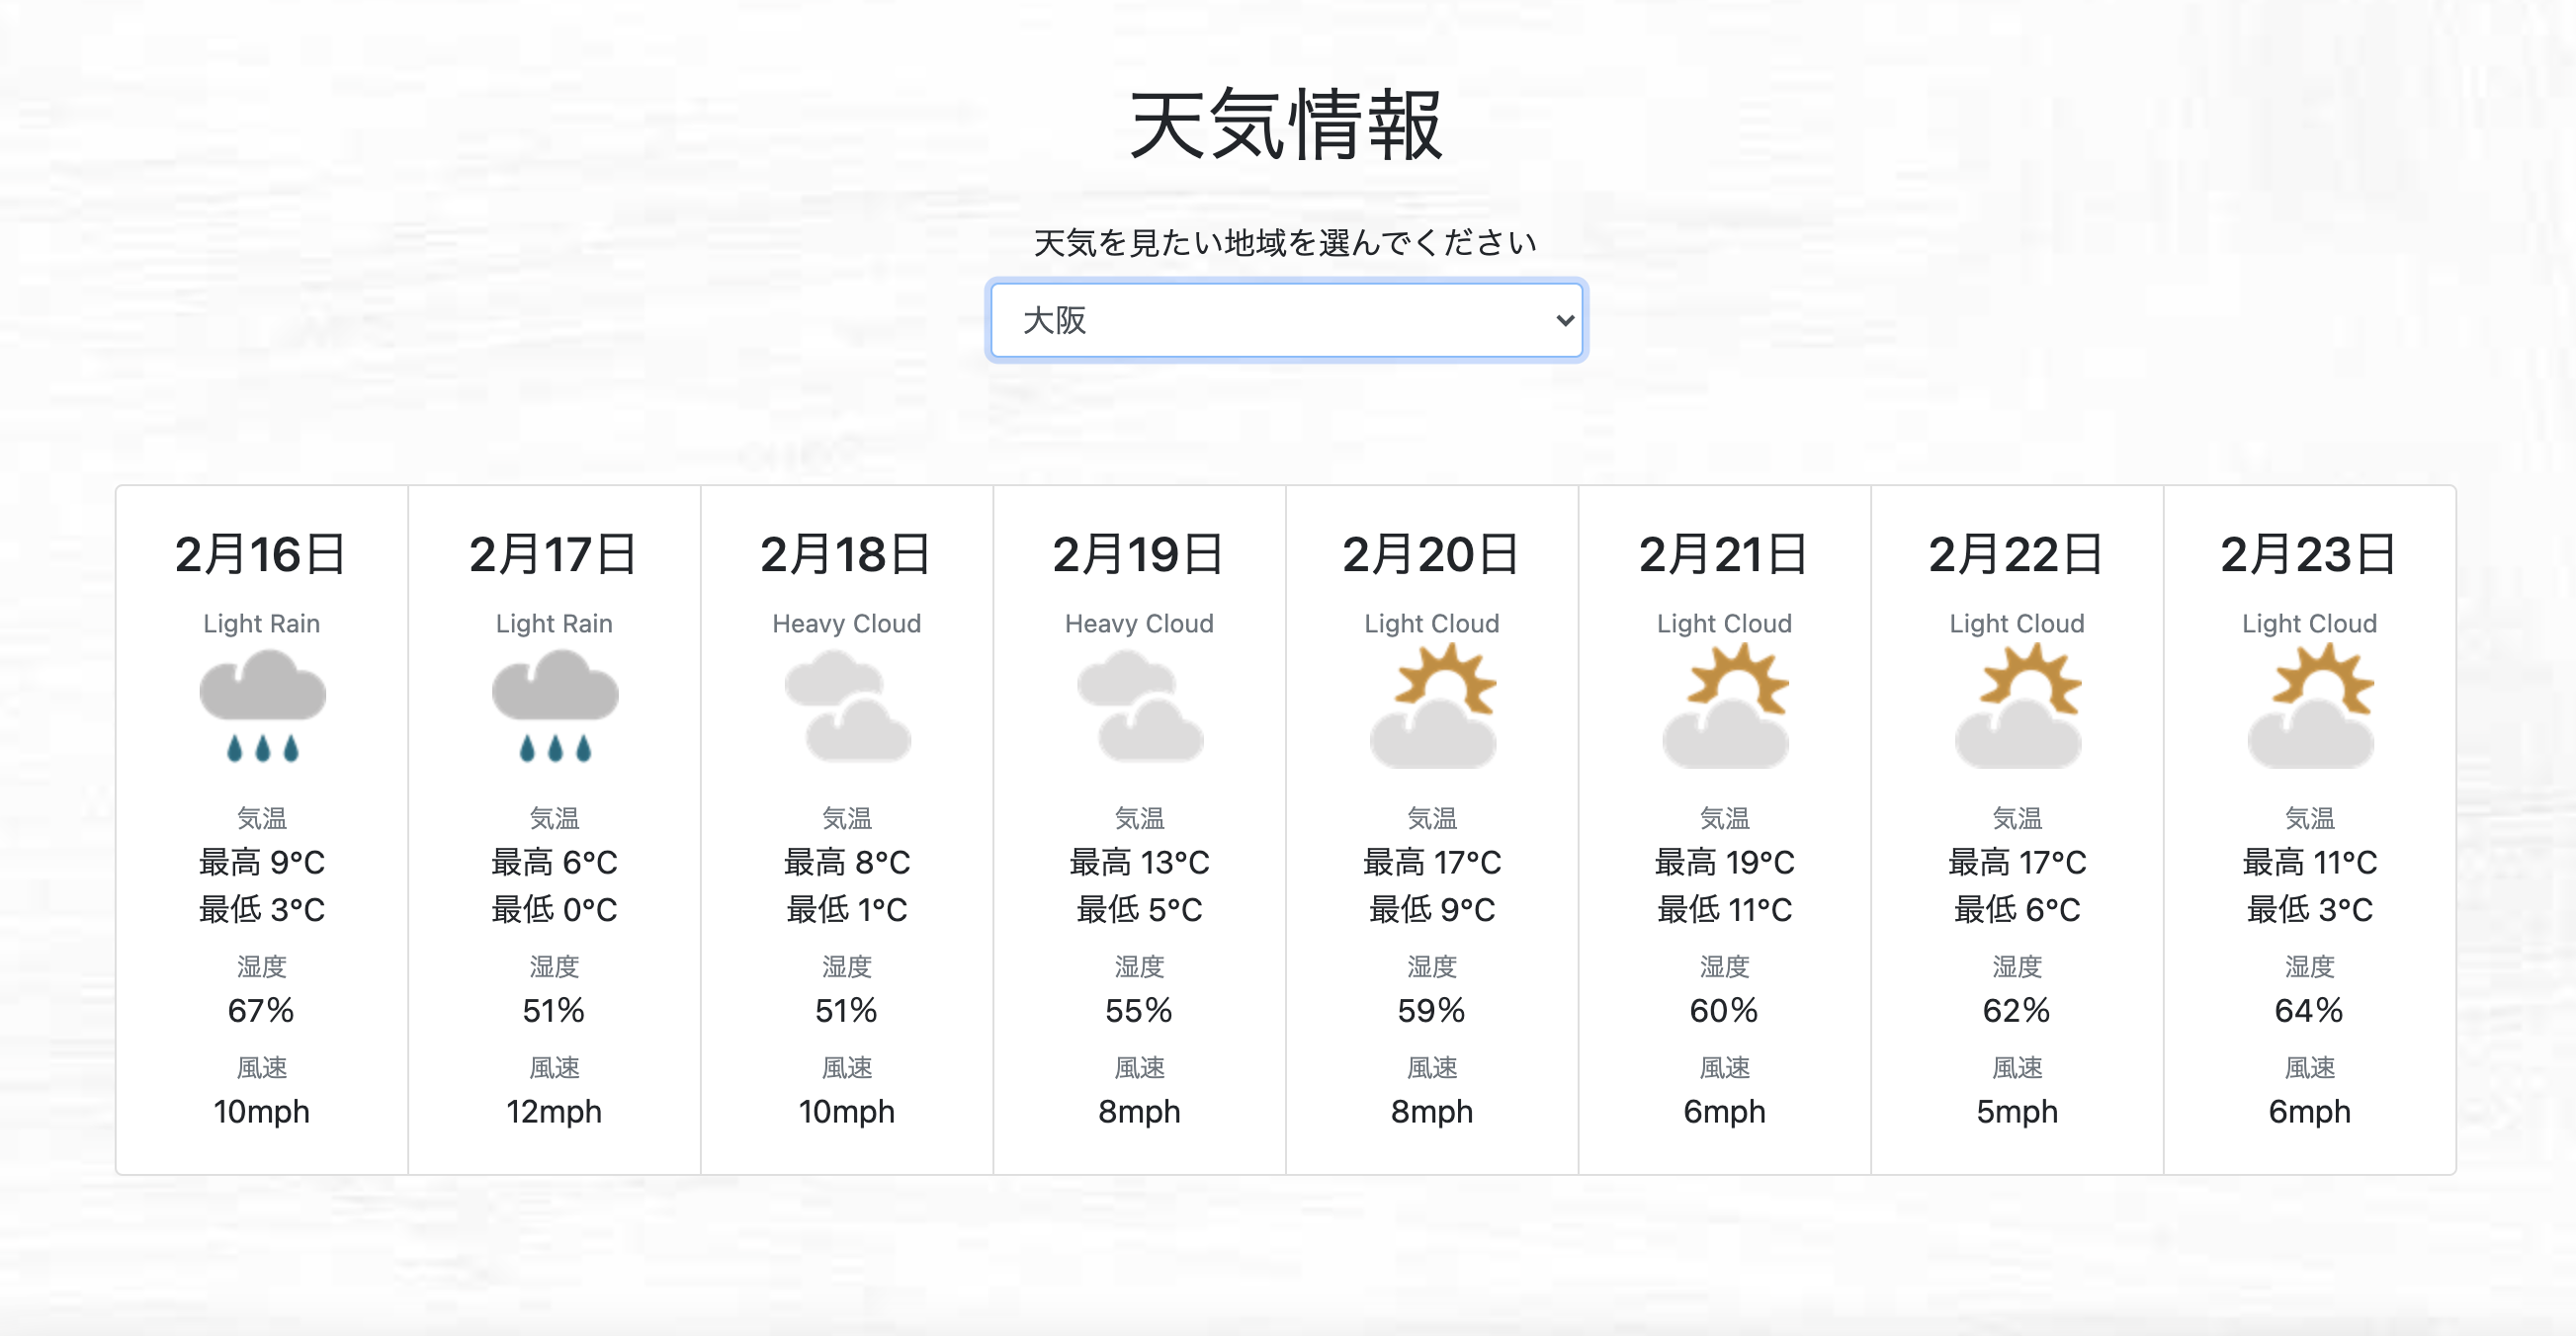 天気情報
天気を見たい地域を選んでください
大阪
2月16日
Light Rain
気温
最高 9°C
最低 3°C
湿度
67%
風速
10mph
2月17日
Light Rain
気温
最高 6°C
最低 0°C
湿度
51%
風速
12mph
2月18日
Heavy Cloud
気温
最高 8°C
最低 1°C
湿度
51%
風速
10mph
2月19日
Heavy Cloud
気温
最高 13°C
最低 5°C
湿度
55%
風速
8mph
2月20日
Light Cloud
気温
最高 17°C
最低 9°C
湿度
59%
風速
8mph
2月21日
Light Cloud
気温
最高 19°C
最低 11°C
湿度
60%
風速
6mph
2月22日
Light Cloud
気温
最高 17°C
最低 6°C
湿度
62%
風速
5mph
2月23日
Light Cloud
気温
最高 11°C
最低 3°C
湿度
64%
風速
6mph